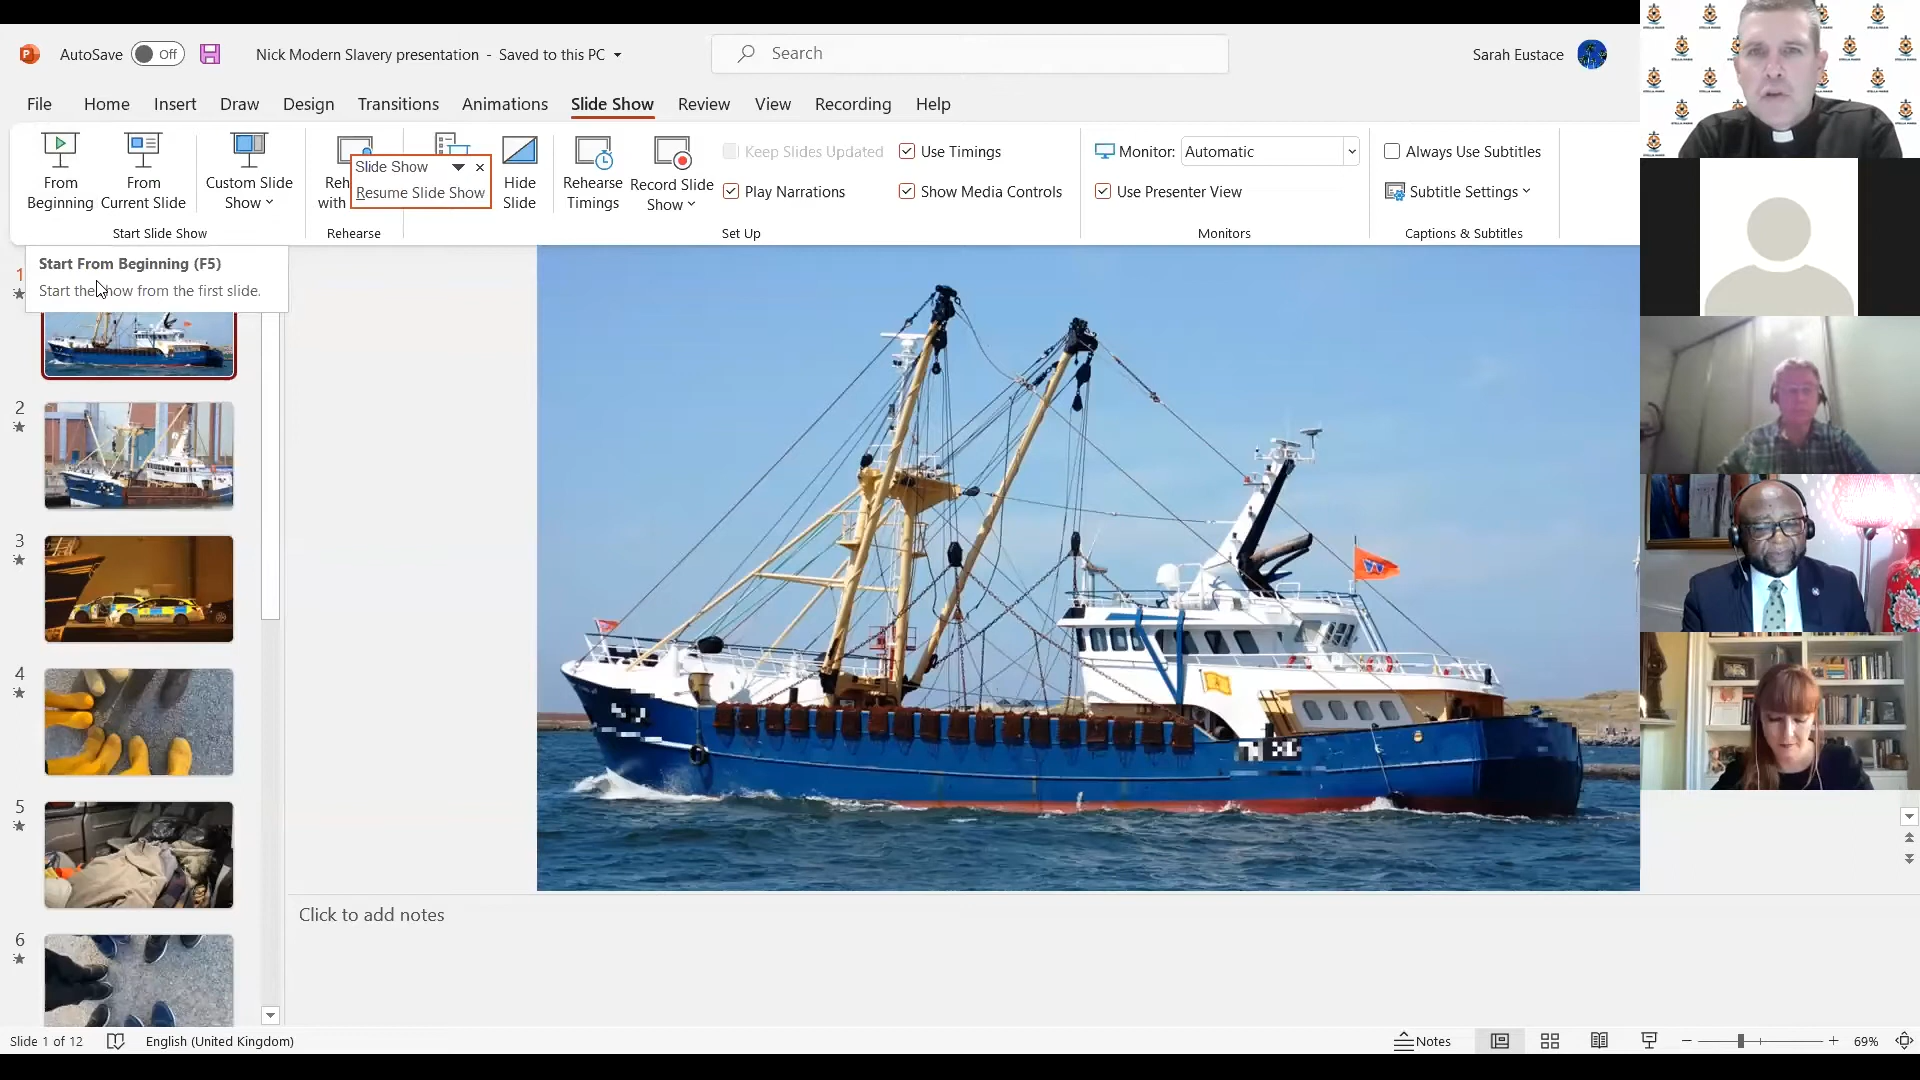 AutoSave Off
Nick Modern Slavery presentation - Saved to this PC
Search
Sarah Eustace
File Home Insert Draw Design Transitions Animations Slide Show Review View Recording Help
From Beginning
From Current Slide
Custom Slide Show
Start Slide Show
Reh
with
Rehearse
Slide Show
Resume Slide Show
Hide Slide
Rehearse Timings
Record Slide Show
Keep Slides Updated
Use Timings
Play Narrations
Show Media Controls
Set Up
Monitor: Automatic
Use Presenter View
Monitors
Always Use Subtitles
Subtitle Settings
Captions & Subtitles
Start From Beginning (F5)
Start the show from the first slide.
1
2
3
4
5
6
Click to add notes
Slide 1 of 12
English (United Kingdom)
Notes
69%